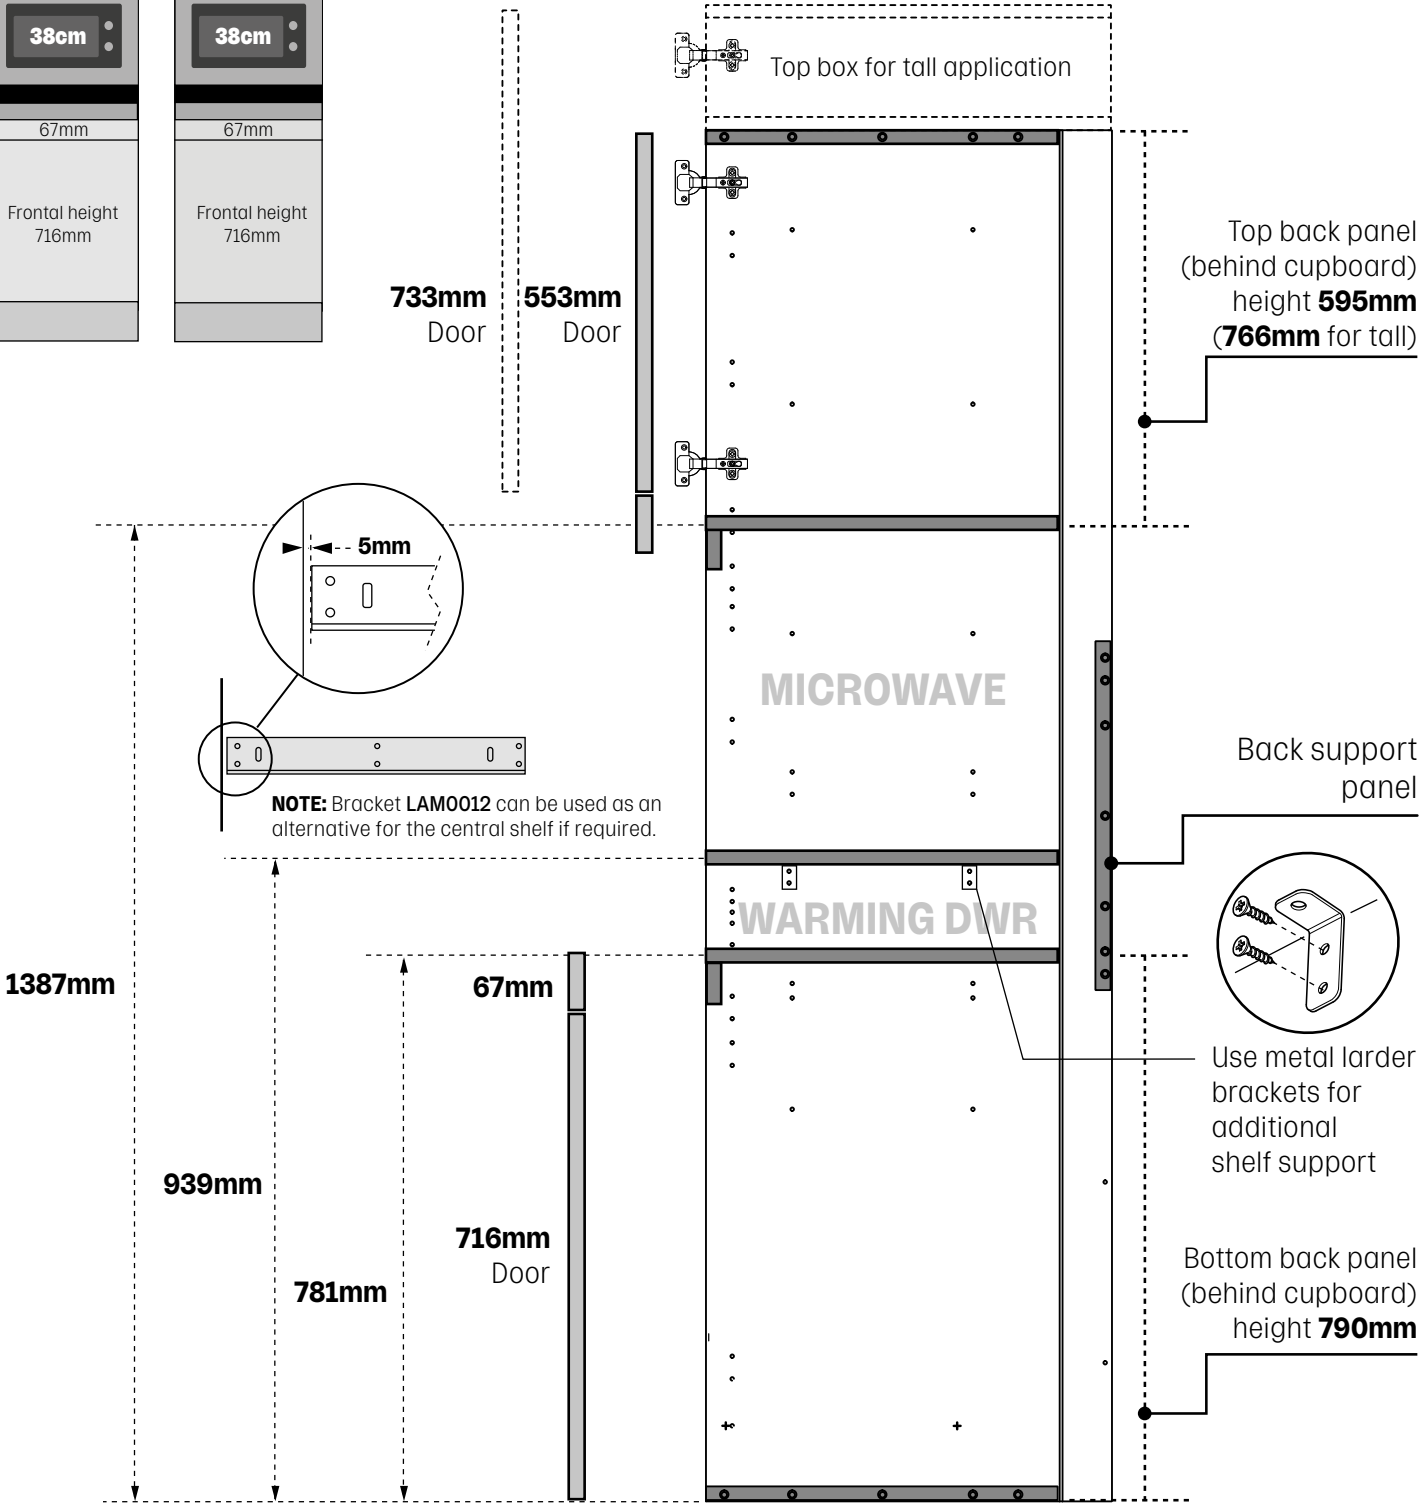 38cm
38cm
67mm
67mm
Frontal height
716mm
Frontal height
716mm
Top box for tall application
733mm
Door
553mm
Door
Top back panel
(behind cupboard)
height 595mm
(766mm for tall)
5mm
MICROWAVE
NOTE: Bracket LAM0012 can be used as an
alternative for the central shelf if required.
Back support
panel
WARMING DWR
1387mm
67mm
Use metal larder
brackets for
additional
shelf support
939mm
716mm
Door
781mm
Bottom back panel
(behind cupboard)
height 790mm